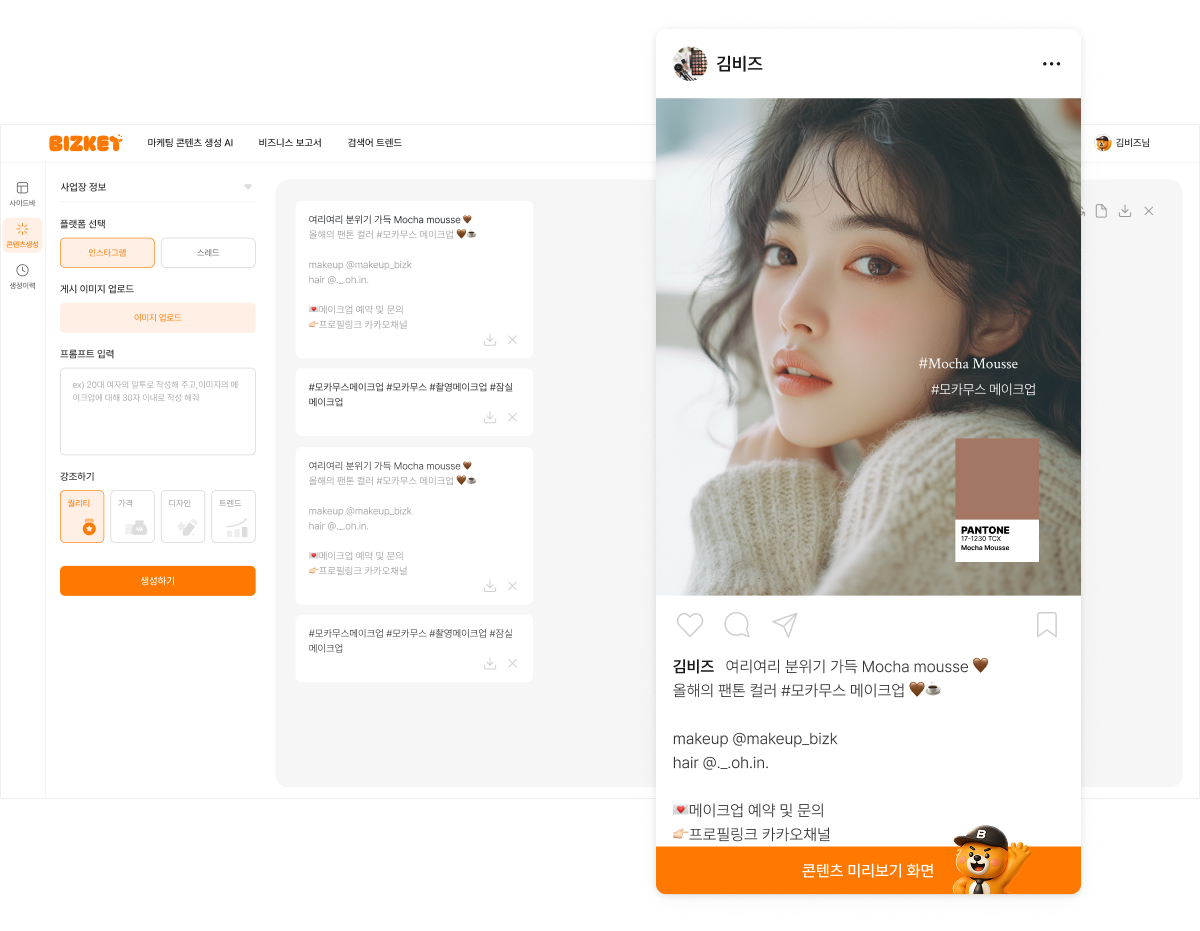 BIZKET
마케팅 콘텐츠 생성 AI
비즈니스 보고서
검색어 트렌드
김비즈님
사이드바
콘텐츠생성
생성이력
사업장 정보
플랫폼 선택
인스타그램
스레드
게시 이미지 업로드
이미지 업로드
프롬프트 입력
ex) 20대 여자의 말투로 작성해 주고,이미지의 메
이크업에 대해 30자 이내로 작성 해줘
강조하기
퀄리티
가격
디자인
트렌드
생성하기
여리여리 분위기 가득 Mocha mousse 🤎
올해의 팬톤 컬러 #모카무스 메이크업 🤎☕
makeup @makeup_bizk
hair @._.oh.in.
💌메이크업 예약 및 문의
👉🏻프로필링크 카카오채널
#모카무스메이크업 #모카무스 #촬영메이크업 #잠실
메이크업
여리여리 분위기 가득 Mocha mousse 🤎
올해의 팬톤 컬러 #모카무스 메이크업 🤎☕
makeup @makeup_bizk
hair @._.oh.in.
💌메이크업 예약 및 문의
👉🏻프로필링크 카카오채널
#모카무스메이크업 #모카무스 #촬영메이크업 #잠실
메이크업
김비즈
#Mocha Mousse
#모카무스 메이크업
PANTONE
17-1230 TCX
Mocha Mousse
김비즈 여리여리 분위기 가득 Mocha mousse 🤎
올해의 팬톤 컬러 #모카무스 메이크업 🤎☕
makeup @makeup_bizk
hair @._.oh.in.
💌메이크업 예약 및 문의
👉🏻프로필링크 카카오채널
B
콘텐츠 미리보기 화면